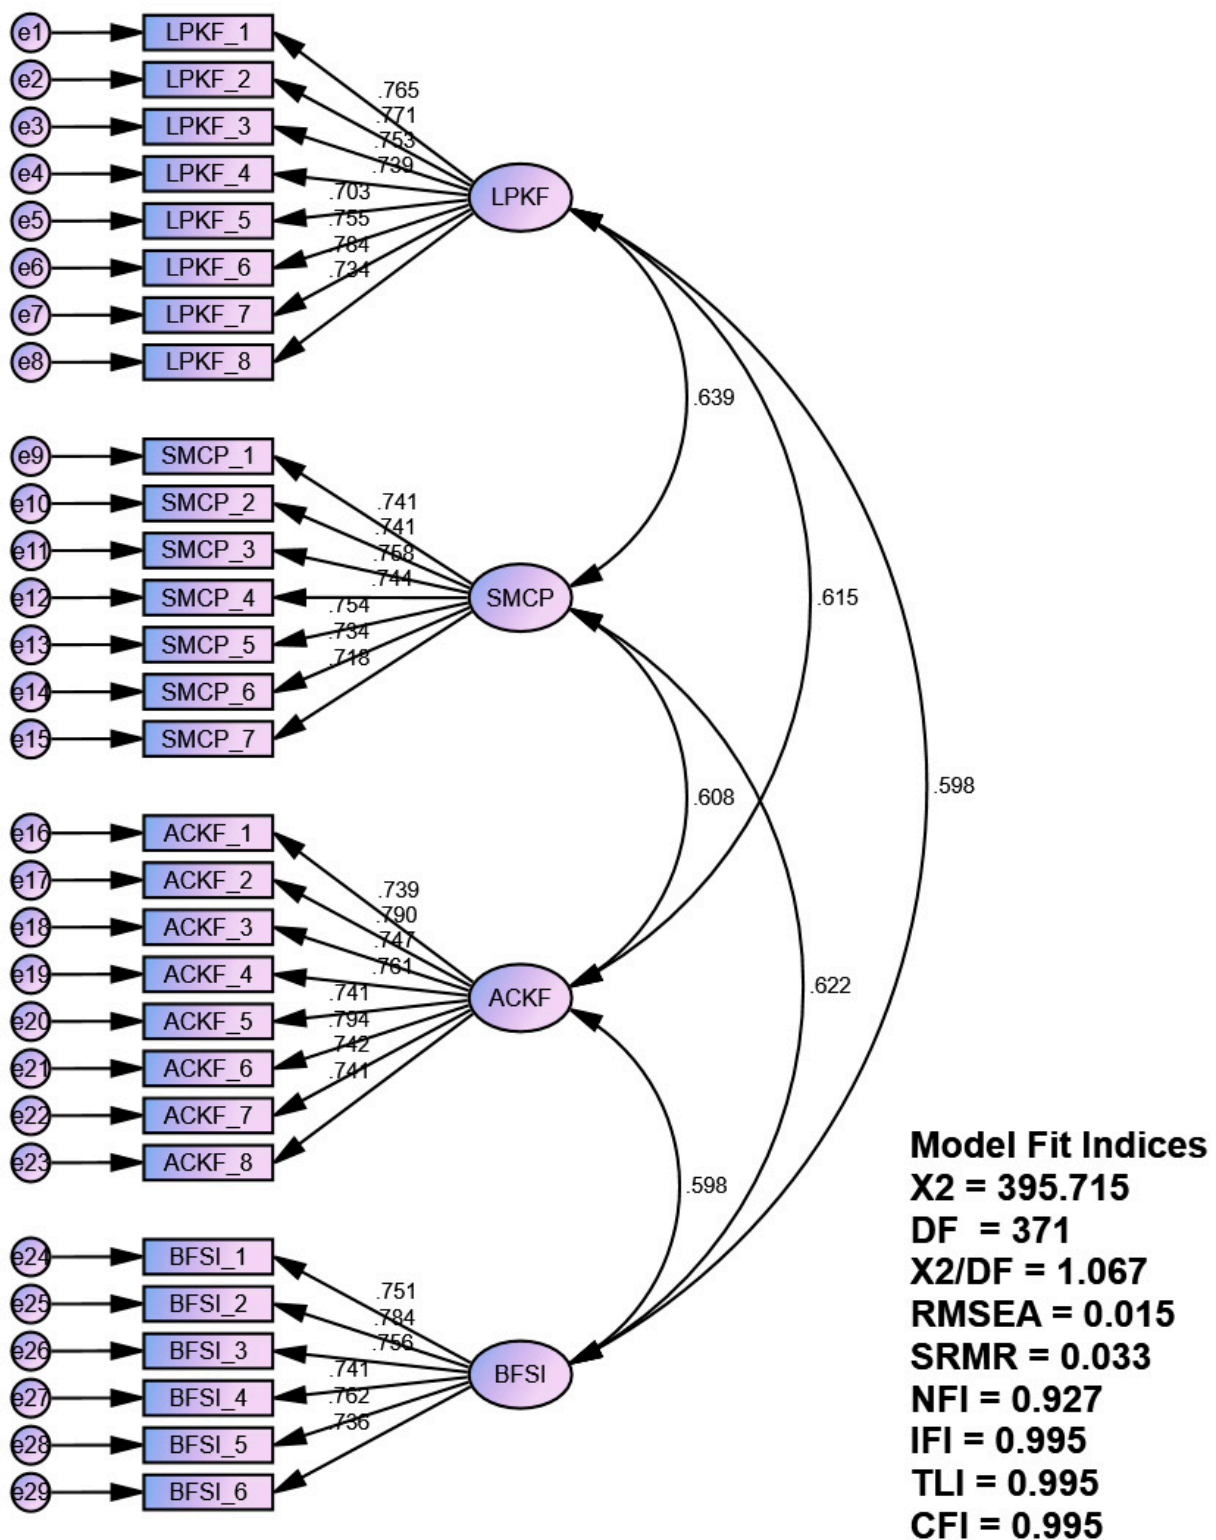 e1 LPKF_1
e2 LPKF_2
e3 LPKF_3
e4 LPKF_4
e5 LPKF_5
e6 LPKF_6
e7 LPKF_7
e8 LPKF_8
.765
.771
.753
.739
.703
.755
.784
.734
LPKF
e9 SMCP_1
e10 SMCP_2
e11 SMCP_3
e12 SMCP_4
e13 SMCP_5
e14 SMCP_6
e15 SMCP_7
.741
.741
.758
.744
.754
.734
.718
SMCP
e16 ACKF_1
e17 ACKF_2
e18 ACKF_3
e19 ACKF_4
e20 ACKF_5
e21 ACKF_6
e22 ACKF_7
e23 ACKF_8
.739
.790
.747
.761
.741
.794
.742
.741
ACKF
e24 BFSI_1
e25 BFSI_2
e26 BFSI_3
e27 BFSI_4
e28 BFSI_5
e29 BFSI_6
.751
.784
.756
.741
.762
.736
BFSI
.639
.615
.598
.608
.622
.598
Model Fit Indices
X2 = 395.715
DF = 371
X2/DF = 1.067
RMSEA = 0.015
SRMR = 0.033
NFI = 0.927
IFI = 0.995
TLI = 0.995
CFI = 0.995